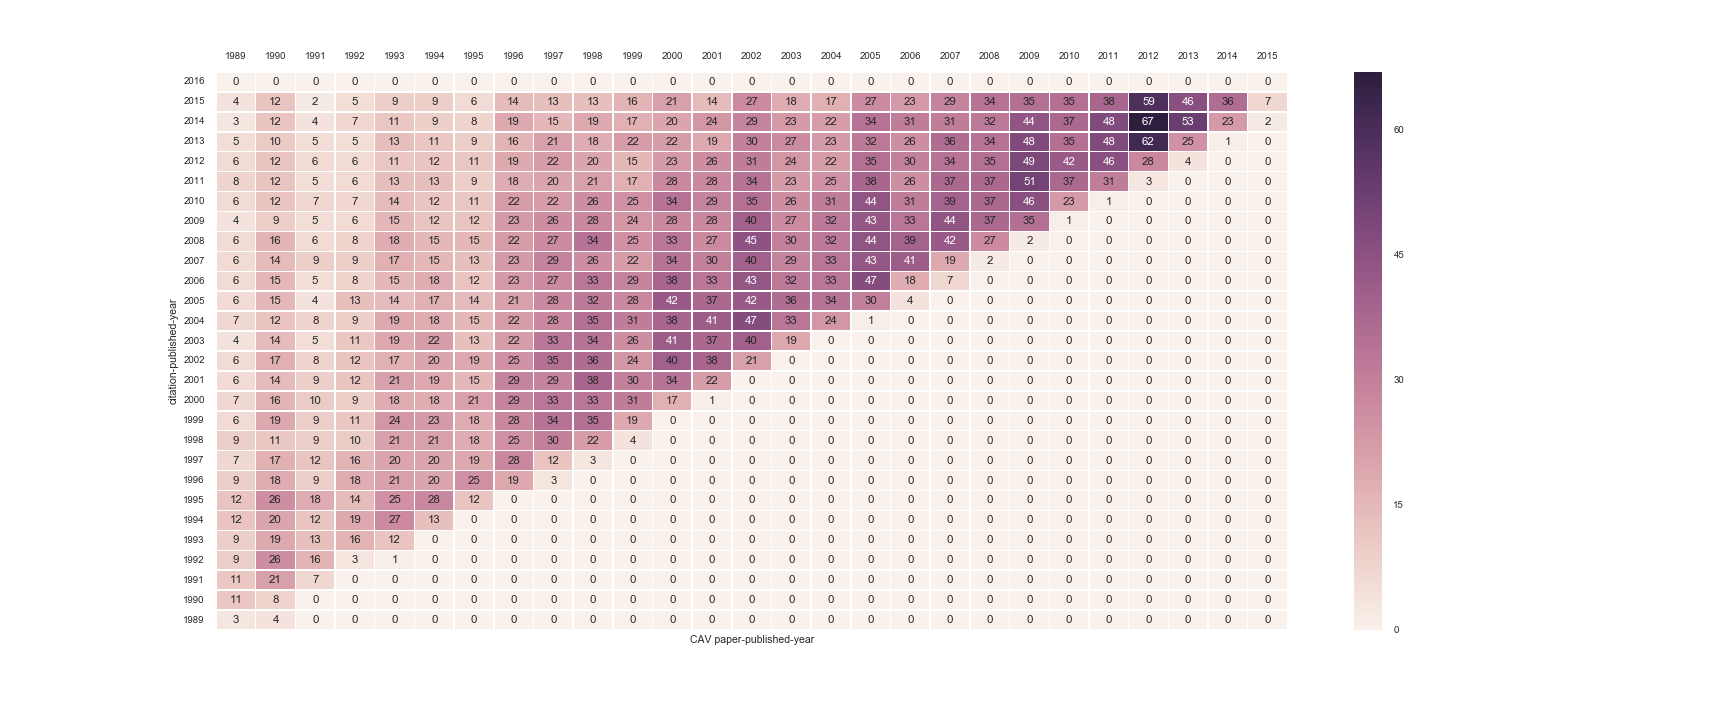 1989 1990 1991 1992 1993 1994 1995 1996 1997 1998 1999 2000 2001 2002 2003 2004 2005 2006 2007 2008 2009 2010 2011 2012 2013 2014 2015
2016 0 0 0 0 0 0 0 0 0 0 0 0 0 0 0 0 0 0 0 0 0 0 0 0 0 0 0
2015 4 12 2 5 9 9 6 14 13 13 16 21 14 27 18 17 27 23 29 34 35 35 38 59 46 36 7
2014 3 12 4 7 11 9 8 19 15 19 17 20 24 29 23 22 34 31 31 32 44 37 48 67 53 23 2
2013 5 10 5 5 13 11 9 16 21 18 22 22 19 30 27 23 32 26 36 34 48 35 48 62 25 1 0
2012 6 12 6 6 11 12 11 19 22 20 15 23 26 31 24 22 35 30 34 35 49 42 46 28 4 0 0
2011 8 12 5 6 13 13 9 18 20 21 17 28 28 34 23 25 38 26 37 37 51 37 31 3 0 0 0
2010 6 12 7 7 14 12 11 22 22 26 25 34 29 35 26 31 44 31 39 37 46 23 1 0 0 0 0
2009 4 9 5 6 15 12 12 23 26 28 24 28 28 40 27 32 43 33 44 37 35 1 0 0 0 0 0
2008 6 16 6 8 18 15 15 22 27 34 25 33 27 45 30 32 44 39 42 27 2 0 0 0 0 0 0
2007 6 14 9 9 17 15 13 23 29 26 22 34 30 40 29 33 43 41 19 2 0 0 0 0 0 0 0
2006 6 15 5 8 15 18 12 23 27 33 29 38 33 43 32 33 47 18 7 0 0 0 0 0 0 0 0
2005 6 15 4 13 14 17 14 21 28 32 28 42 37 42 36 34 30 4 0 0 0 0 0 0 0 0 0
2004 7 12 8 9 19 18 15 22 28 35 31 38 41 47 33 24 1 0 0 0 0 0 0 0 0 0 0
2003 4 14 5 11 19 22 13 22 33 34 26 41 37 40 19 0 0 0 0 0 0 0 0 0 0 0 0
2002 6 17 8 12 17 20 19 25 35 36 24 40 38 21 0 0 0 0 0 0 0 0 0 0 0 0 0
2001 6 14 9 12 21 19 15 29 29 38 30 34 22 0 0 0 0 0 0 0 0 0 0 0 0 0 0
2000 7 16 10 9 18 18 21 29 33 33 31 17 1 0 0 0 0 0 0 0 0 0 0 0 0 0 0
1999 6 19 9 11 24 23 18 28 34 35 19 0 0 0 0 0 0 0 0 0 0 0 0 0 0 0 0
1998 9 11 9 10 21 21 18 25 30 22 4 0 0 0 0 0 0 0 0 0 0 0 0 0 0 0 0
1997 7 17 12 16 20 20 19 28 12 3 0 0 0 0 0 0 0 0 0 0 0 0 0 0 0 0 0
1996 9 18 9 18 21 20 25 19 3 0 0 0 0 0 0 0 0 0 0 0 0 0 0 0 0 0 0
1995 12 26 18 14 25 28 12 0 0 0 0 0 0 0 0 0 0 0 0 0 0 0 0 0 0 0 0
1994 12 20 12 19 27 13 0 0 0 0 0 0 0 0 0 0 0 0 0 0 0 0 0 0 0 0 0
1993 9 19 13 16 12 0 0 0 0 0 0 0 0 0 0 0 0 0 0 0 0 0 0 0 0 0 0
1992 9 26 16 3 1 0 0 0 0 0 0 0 0 0 0 0 0 0 0 0 0 0 0 0 0 0 0
1991 11 21 7 0 0 0 0 0 0 0 0 0 0 0 0 0 0 0 0 0 0 0 0 0 0 0 0
1990 11 8 0 0 0 0 0 0 0 0 0 0 0 0 0 0 0 0 0 0 0 0 0 0 0 0 0
1989 3 4 0 0 0 0 0 0 0 0 0 0 0 0 0 0 0 0 0 0 0 0 0 0 0 0 0
citation-published-year
CAV paper-published-year
60
45
30
15
0